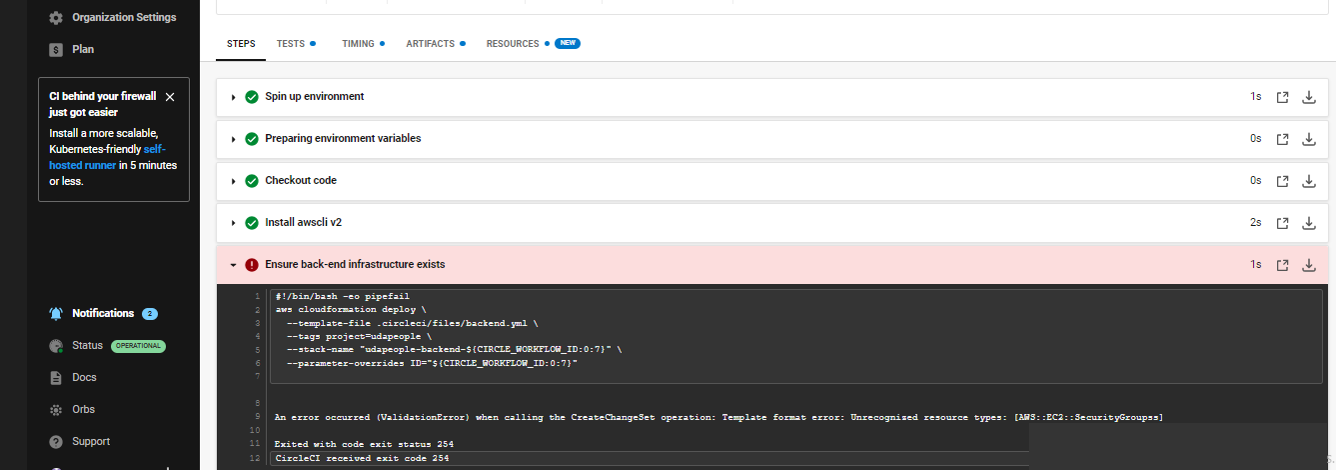 Organization Settings
Plan
CI behind your firewall
just got easier
Install a more scalable,
Kubernetes-friendly self-
hosted runner in 5 minutes
or less.
Notifications 2
Status OPERATIONAL
Docs
Orbs
Support
STEPS TESTS TIMING ARTIFACTS RESOURCES NEW
Spin up environment 1s
Preparing environment variables 0s
Checkout code 0s
Install awscli v2 2s
Ensure back-end infrastructure exists 1s
1 #!/bin/bash -eo pipefail
2 aws cloudformation deploy \
3 --template-file .circleci/files/backend.yml \
4 --tags project=udapeople \
5 --stack-name "udapeople-backend-${CIRCLE_WORKFLOW_ID:0:7}" \
6 --parameter-overrides ID="${CIRCLE_WORKFLOW_ID:0:7}"
7
8
9 An error occurred (ValidationError) when calling the CreateChangeSet operation: Template format error: Unrecognized resource types: [AWS::EC2::SecurityGroupss]
10
11 Exited with code exit status 254
12 CircleCI received exit code 254